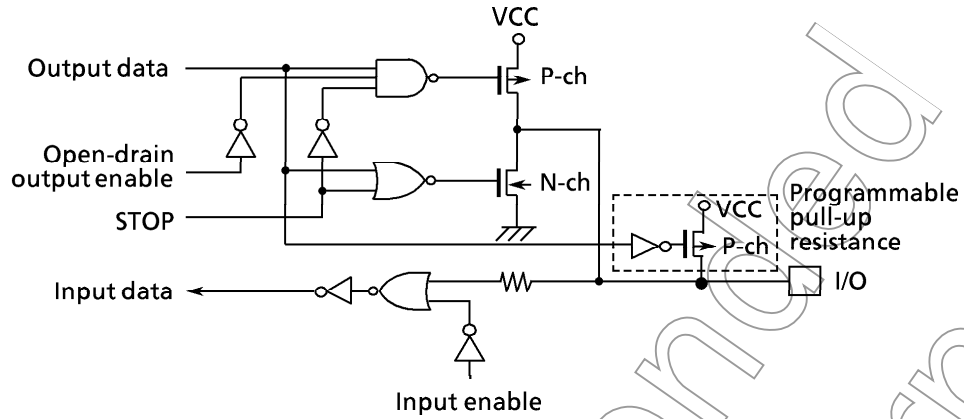 VCC
Output data
P-ch
Open-drain
output enable
N-ch
STOP
Programmable
pull-up
resistance
VCC
P-ch
Input data
I/O
Input enable